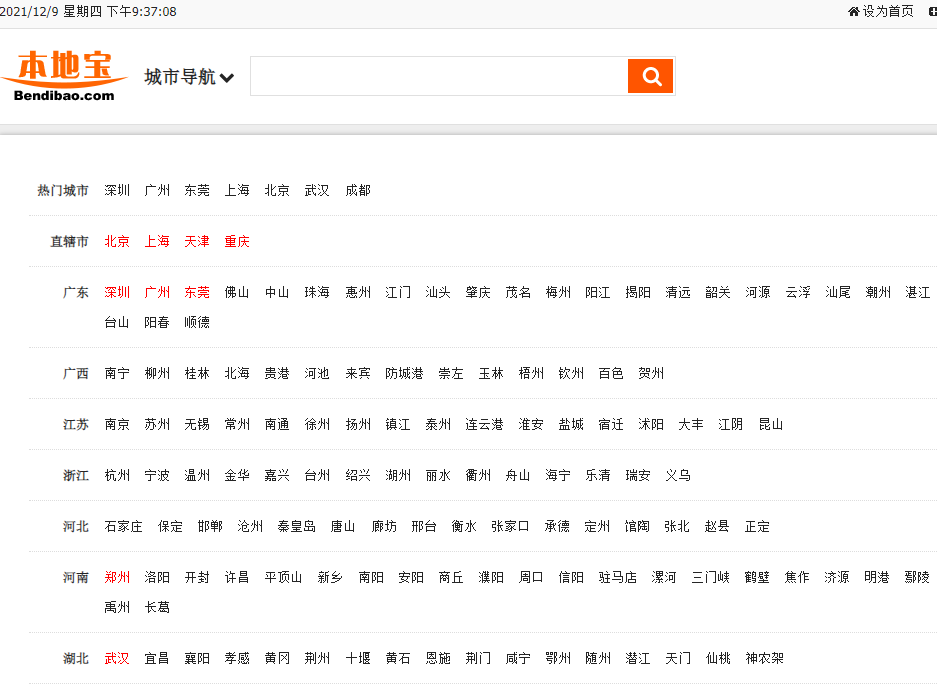 2021/12/9 星期四 下午9:37:08 设为首页
本地宝
Bendibao.com
城市导航
热门城市 深圳 广州 东莞 上海 北京 武汉 成都
直辖市 北京 上海 天津 重庆
广东 深圳 广州 东莞 佛山 中山 珠海 惠州 江门 汕头 肇庆 茂名 梅州 阳江 揭阳 清远 韶关 河源 云浮 汕尾 潮州 湛江
台山 阳春 顺德
广西 南宁 柳州 桂林 北海 贵港 河池 来宾 防城港 崇左 玉林 梧州 钦州 百色 贺州
江苏 南京 苏州 无锡 常州 南通 徐州 扬州 镇江 泰州 连云港 淮安 盐城 宿迁 沭阳 大丰 江阴 昆山
浙江 杭州 宁波 温州 金华 嘉兴 台州 绍兴 湖州 丽水 衢州 舟山 海宁 乐清 瑞安 义乌
河北 石家庄 保定 邯郸 沧州 秦皇岛 唐山 廊坊 邢台 衡水 张家口 承德 定州 馆陶 张北 赵县 正定
河南 郑州 洛阳 开封 许昌 平顶山 新乡 南阳 安阳 商丘 濮阳 周口 信阳 驻马店 漯河 三门峡 鹤壁 焦作 济源 明港 鄢陵
禹州 长葛
湖北 武汉 宜昌 襄阳 孝感 黄冈 荆州 十堰 黄石 恩施 荆门 咸宁 鄂州 随州 潜江 天门 仙桃 神农架